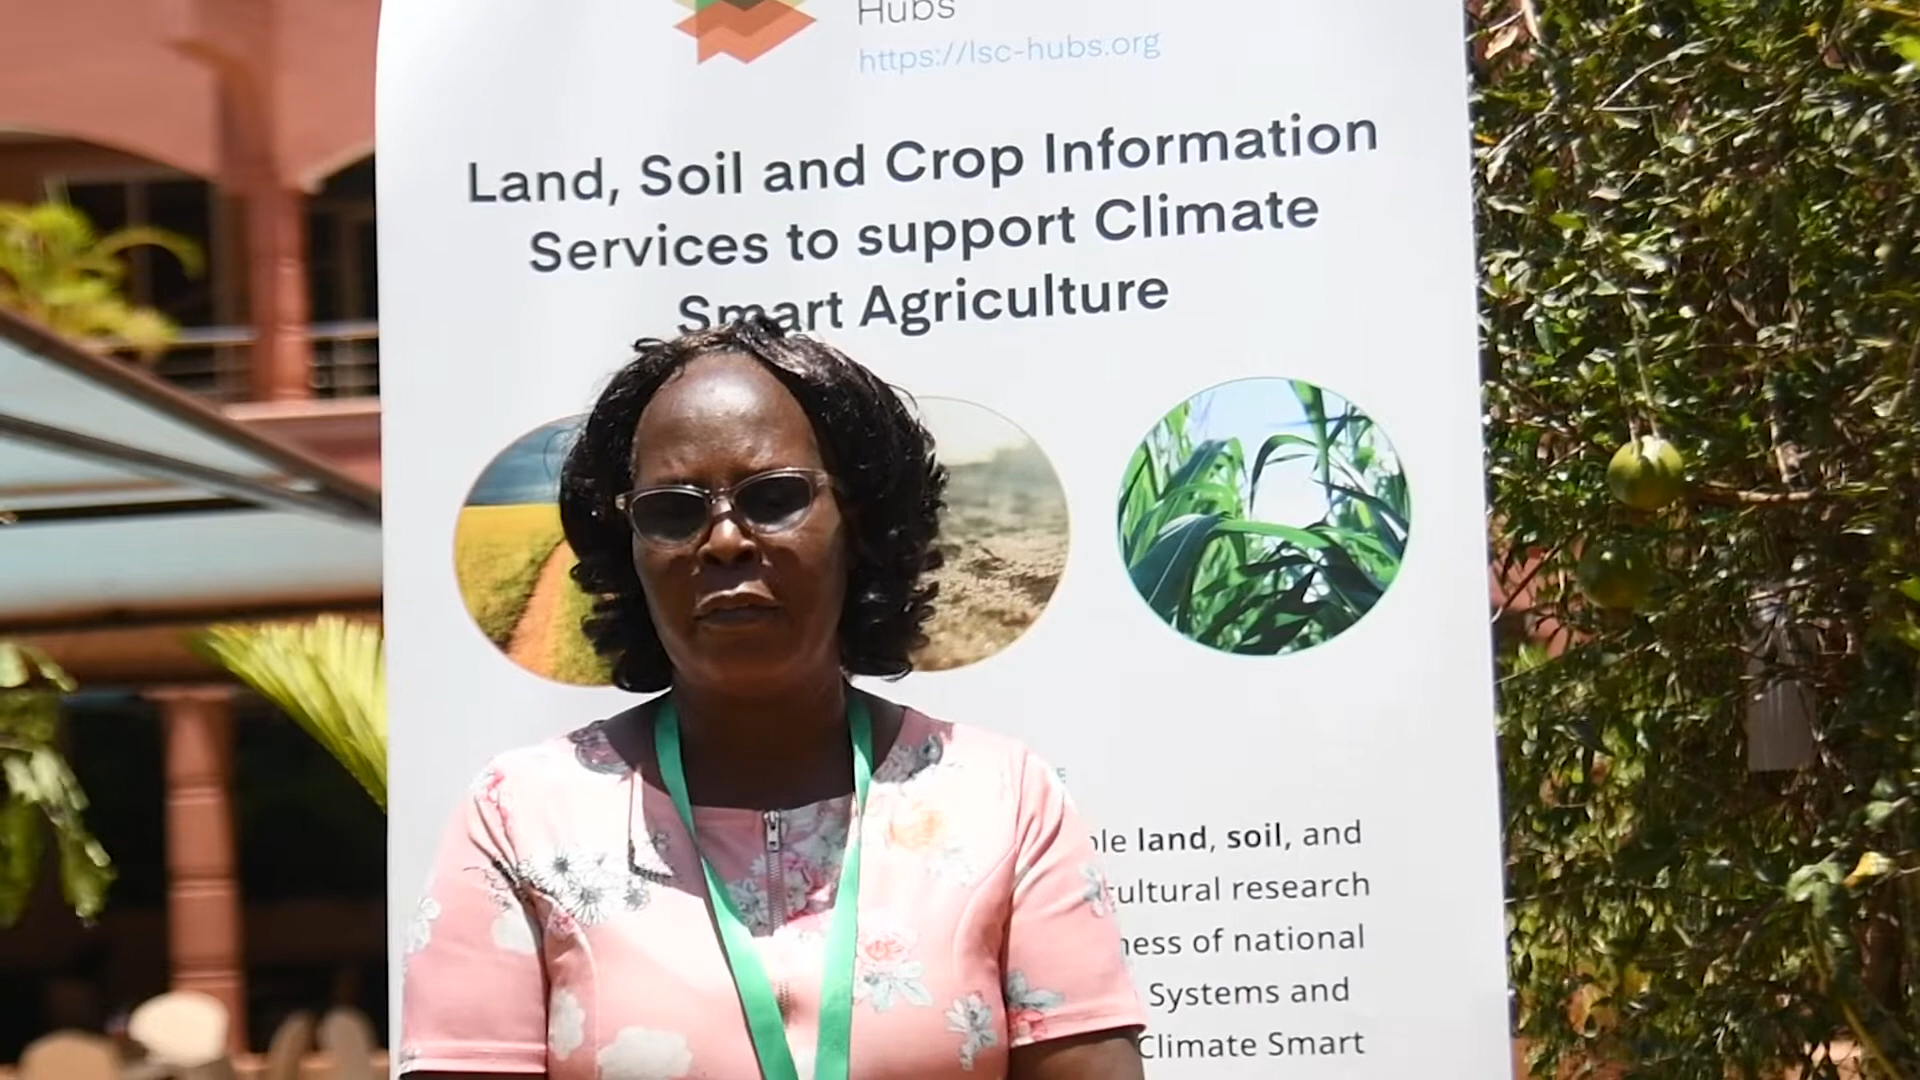 Hubs
https://lsc-hubs.org
Land, Soil and Crop Information
Services to support Climate
Smart Agriculture
land, soil, and
research
of national
Systems and
Climate Smart